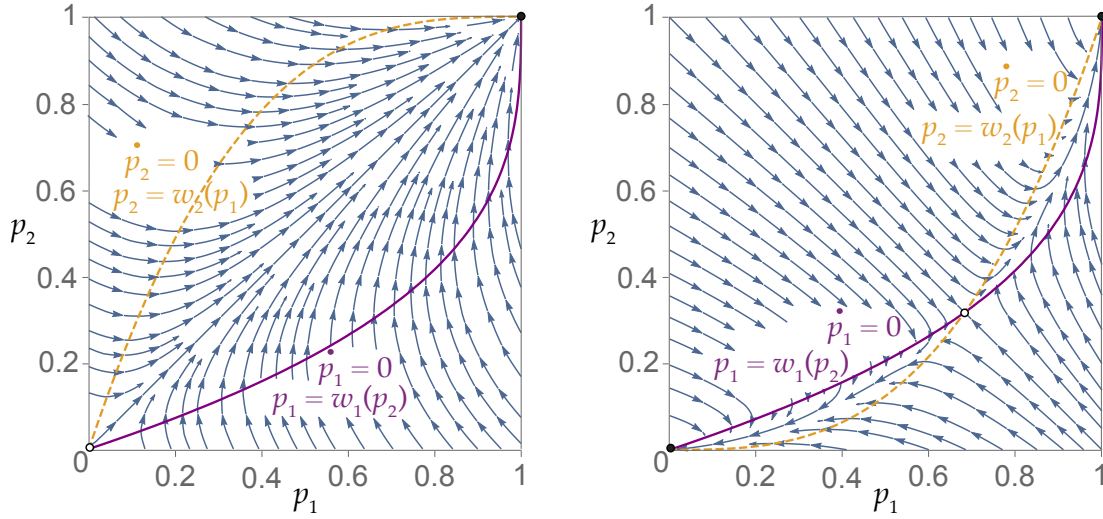 1
0.8
0.6
0.4
0.2
0
p₂
ṗ₂ = 0
p₂ = w₂(p₁)
ṗ₁ = 0
p₁ = w₁(p₂)
0 0.2 0.4 0.6 0.8 1
p₁
1
0.8
0.6
0.4
0.2
0
p₂
ṗ₂ = 0
p₂ = w₂(p₁)
ṗ₁ = 0
p₁ = w₁(p₂)
0 0.2 0.4 0.6 0.8 1
p₁